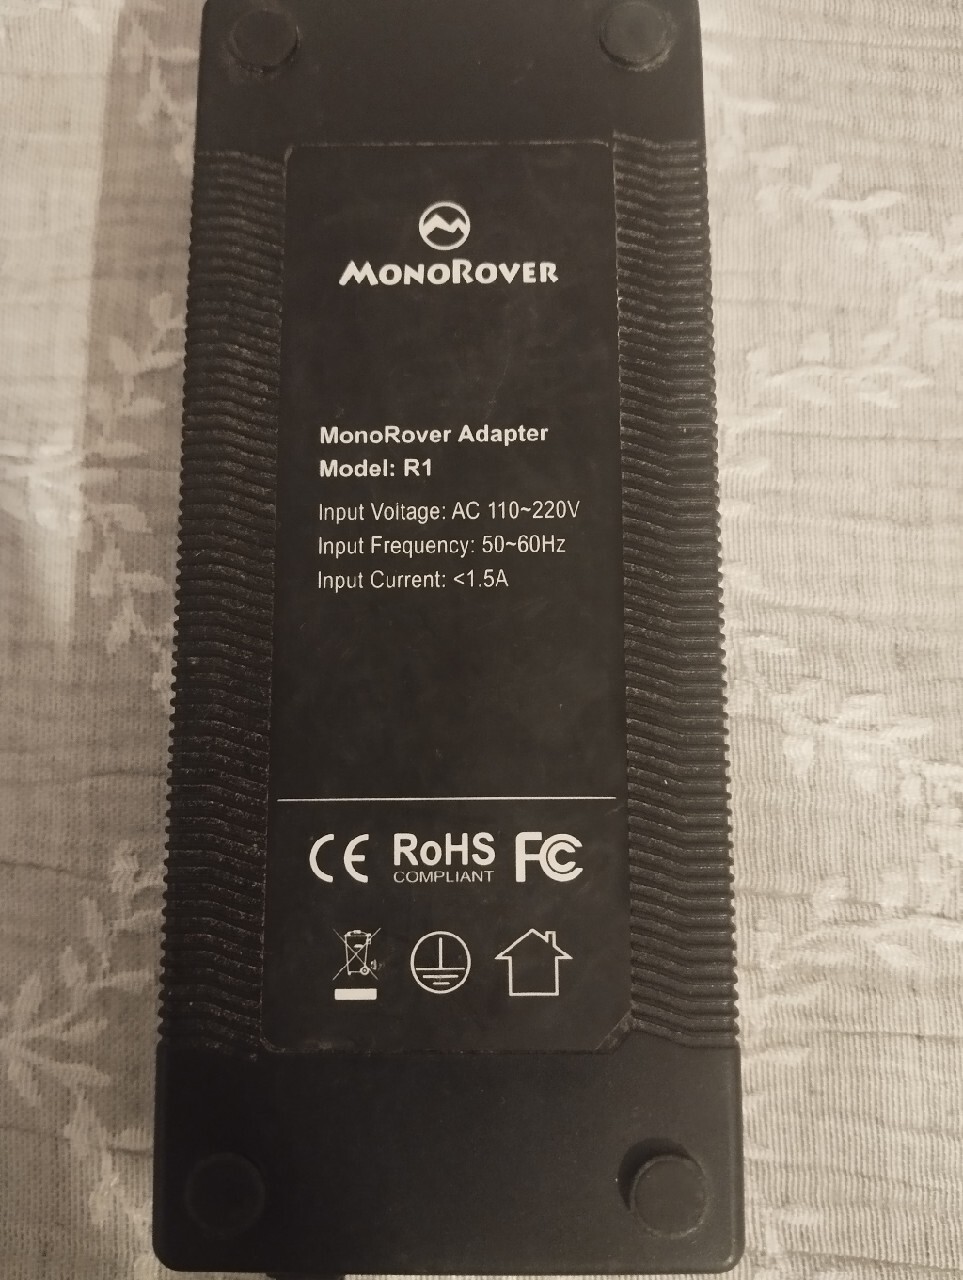 MONOROVER
MonoRover Adapter
Model: R1
Input Voltage: AC 110~220V
Input Frequency: 50~60Hz
Input Current: <1.5A
CE RoHS FC
COMPLIANT